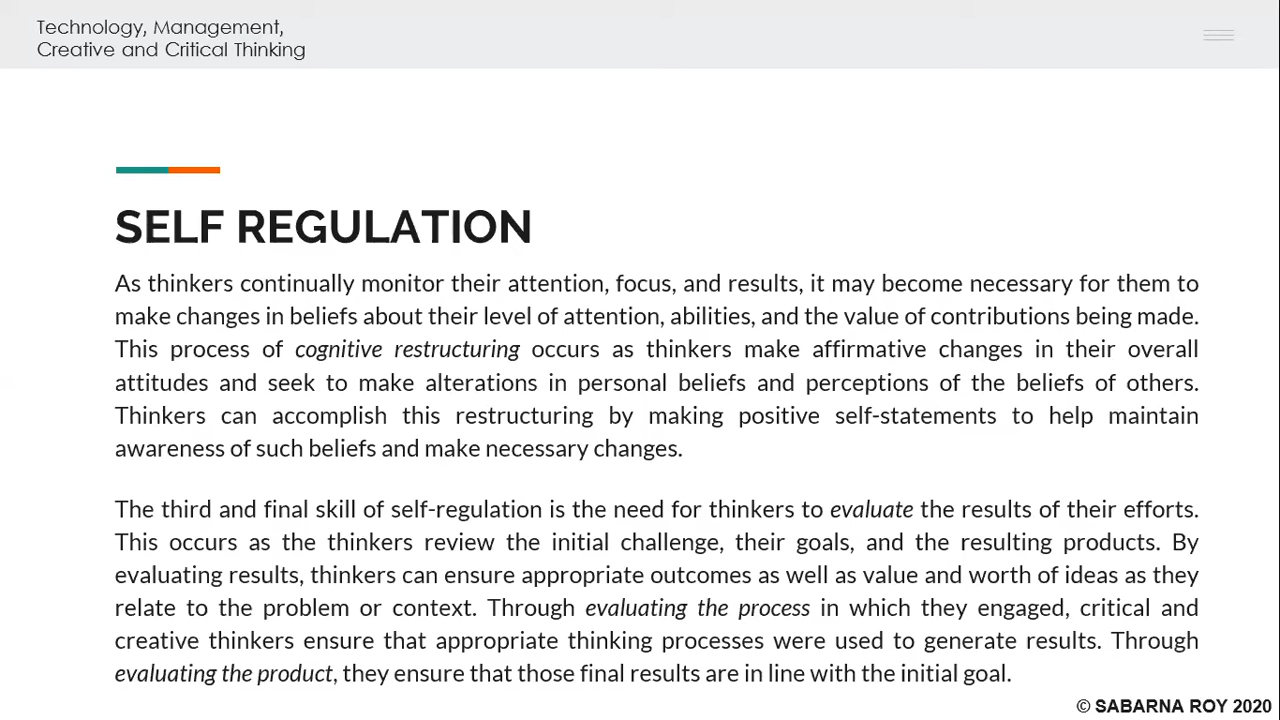 Technology, Management,
Creative and Critical Thinking
SELF REGULATION
As thinkers continually monitor their attention, focus, and results, it may become necessary for them to
make changes in beliefs about their level of attention, abilities, and the value of contributions being made.
This process of cognitive restructuring occurs as thinkers make affirmative changes in their overall
attitudes and seek to make alterations in personal beliefs and perceptions of the beliefs of others.
Thinkers can accomplish this restructuring by making positive self-statements to help maintain
awareness of such beliefs and make necessary changes.
The third and final skill of self-regulation is the need for thinkers to evaluate the results of their efforts.
This occurs as the thinkers review the initial challenge, their goals, and the resulting products. By
evaluating results, thinkers can ensure appropriate outcomes as well as value and worth of ideas as they
relate to the problem or context. Through evaluating the process in which they engaged, critical and
creative thinkers ensure that appropriate thinking processes were used to generate results. Through
evaluating the product, they ensure that those final results are in line with the initial goal.
© SABARNA ROY 2020